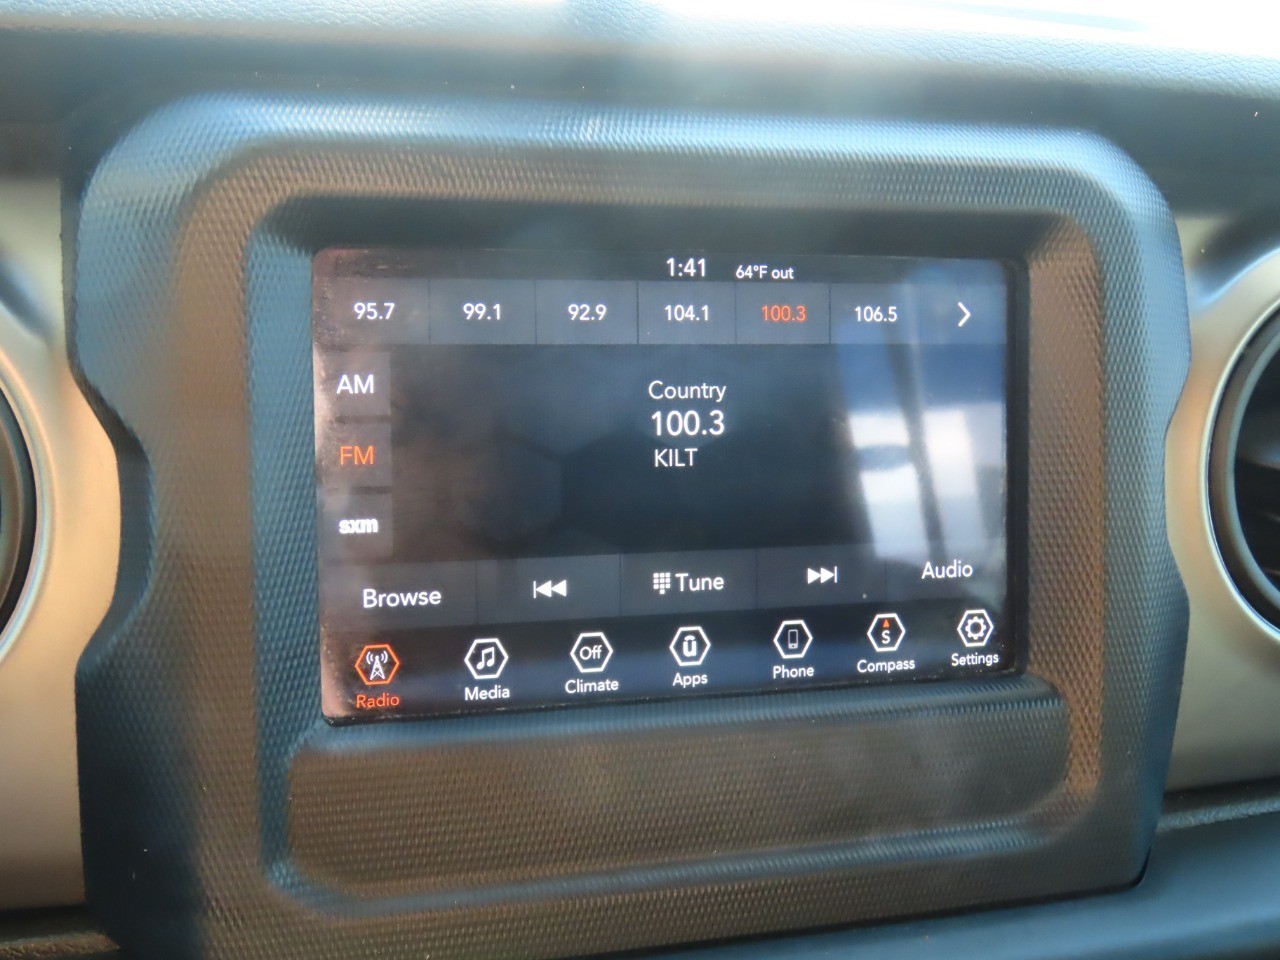 1:41 64°F out
95.7 99.1 92.9 104.1 100.3 106.5
AM
Country
100.3
FM
KILT
sxm
Browse Tune Audio
Off S
Radio Media Climate Apps Phone Compass Settings